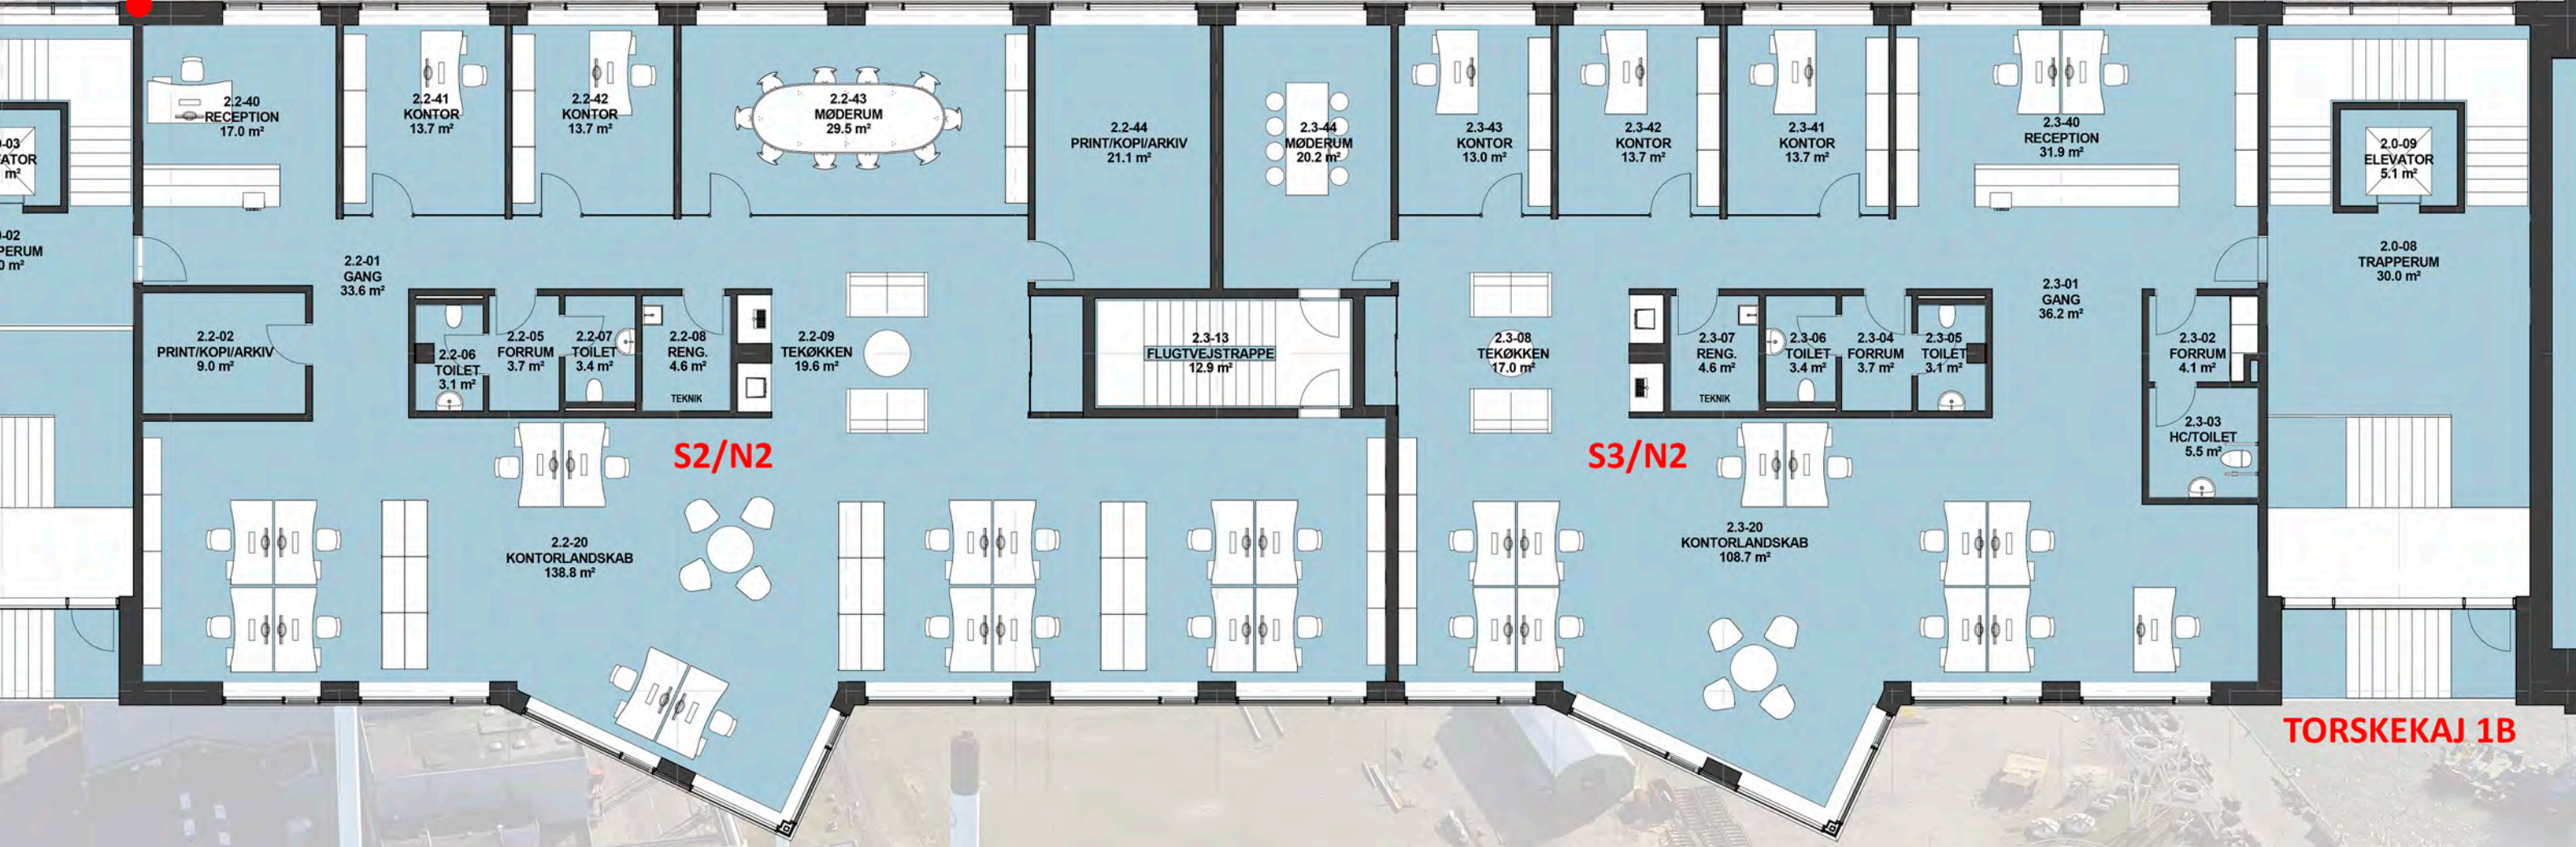 2.2-40
RECEPTION
17.0 m²
2.2-41
KONTOR
13.7 m²
2.2-42
KONTOR
13.7 m²
2.2-43
MØDERUM
29.5 m²
2.2-44
PRINT/KOPI/ARKIV
21.1 m²
2.3-44
MØDERUM
20.2 m²
2.3-43
KONTOR
13.0 m²
2.3-42
KONTOR
13.7 m²
2.3-41
KONTOR
13.7 m²
2.3-40
RECEPTION
31.9 m²
2.0-09
ELEVATOR
5.1 m²
-03
ATOR
m²
-02
PERUM
0 m²
2.2-01
GANG
33.6 m²
2.3-01
GANG
36.2 m²
2.0-08
TRAPPERUM
30.0 m²
2.2-02
PRINT/KOPI/ARKIV
9.0 m²
2.2-06
TOILET
3.1 m²
2.2-05
FORRUM
3.7 m²
2.2-07
TOILET
3.4 m²
2.2-08
RENG.
4.6 m²
TEKNIK
2.2-09
TEKØKKEN
19.6 m²
2.3-13
FLUGTVEJSTRAPPE
12.9 m²
2.3-08
TEKØKKEN
17.0 m²
2.3-07
RENG.
4.6 m²
TEKNIK
2.3-06
TOILET
3.4 m²
2.3-04
FORRUM
3.7 m²
2.3-05
TOILET
3.1 m²
2.3-02
FORRUM
4.1 m²
2.3-03
HC/TOILET
5.5 m²
S2/N2
S3/N2
2.2-20
KONTORLANDSKAB
138.8 m²
2.3-20
KONTORLANDSKAB
108.7 m²
TORSKEKAJ 1B